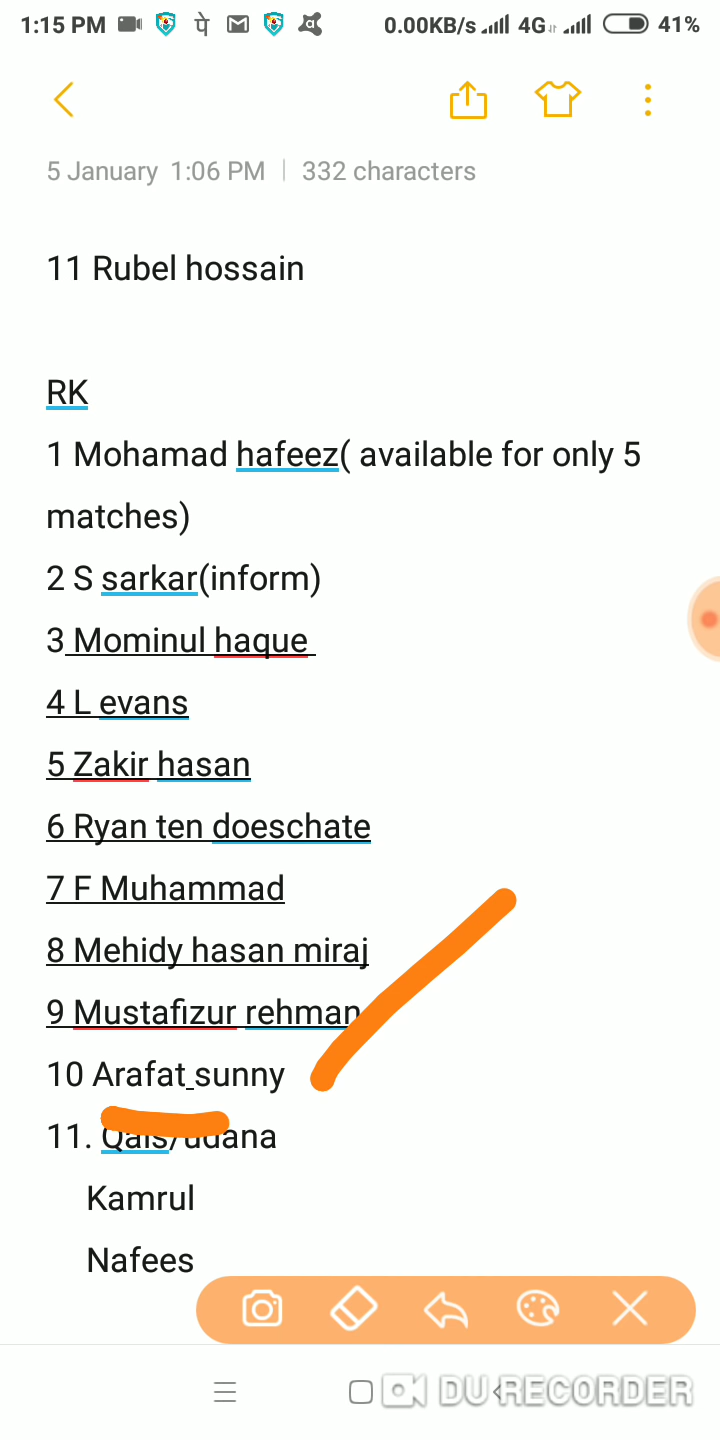 1:15 PM पे 0.00KB/s 4G 41%
5 January 1:06 PM | 332 characters
11 Rubel hossain
RK
1 Mohamad hafeez( available for only 5
matches)
2 S sarkar(inform)
3 Mominul haque
4 L evans
5 Zakir hasan
6 Ryan ten doeschate
7 F Muhammad
8 Mehidy hasan miraj
9 Mustafizur rehman
10 Arafat sunny
11. Qais/udana
Kamrul
Nafees
DU RECORDER